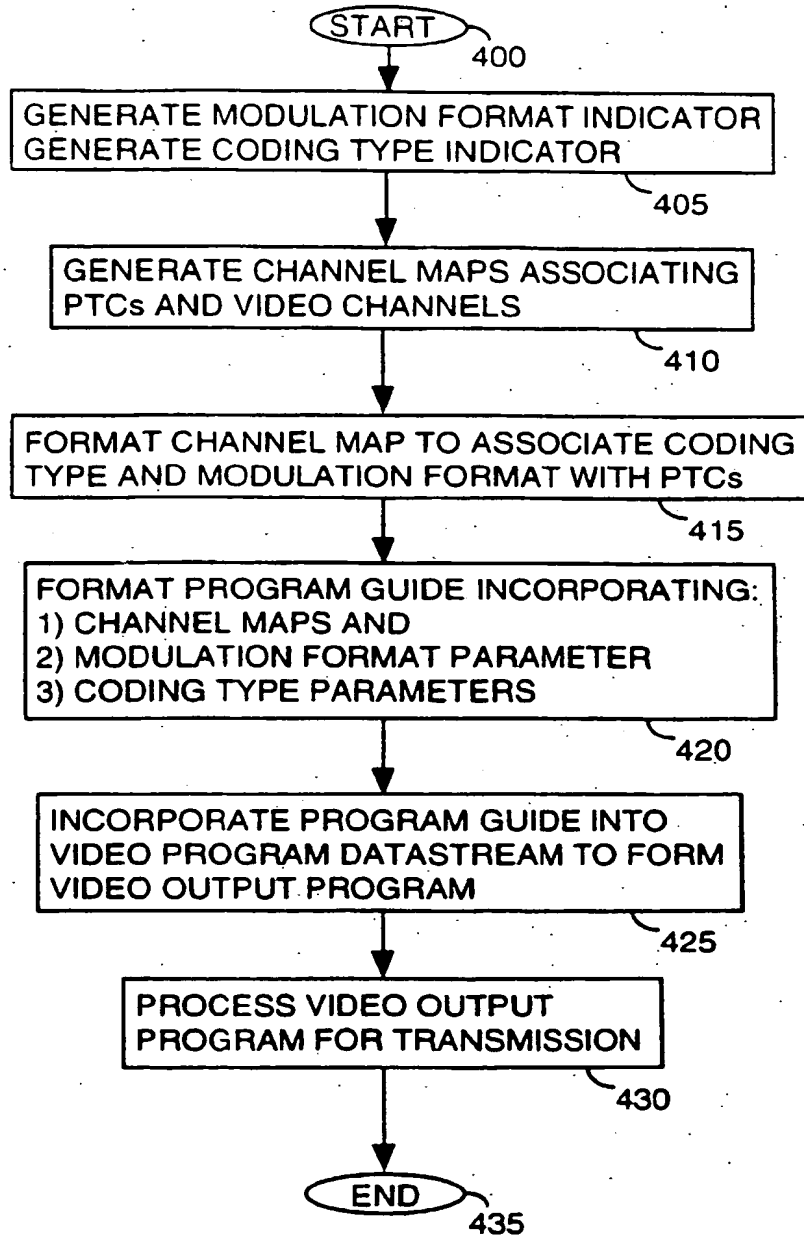 START
400
GENERATE MODULATION FORMAT INDICATOR
GENERATE CODING TYPE INDICATOR
405
GENERATE CHANNEL MAPS ASSOCIATING
PTCs AND VIDEO CHANNELS
410
FORMAT CHANNEL MAP TO ASSOCIATE CODING
TYPE AND MODULATION FORMAT WITH PTCs
415
FORMAT PROGRAM GUIDE INCORPORATING:
1) CHANNEL MAPS AND
2) MODULATION FORMAT PARAMETER
3) CODING TYPE PARAMETERS
420
INCORPORATE PROGRAM GUIDE INTO
VIDEO PROGRAM DATASTREAM TO FORM
VIDEO OUTPUT PROGRAM
425
PROCESS VIDEO OUTPUT
PROGRAM FOR TRANSMISSION
430
END
435